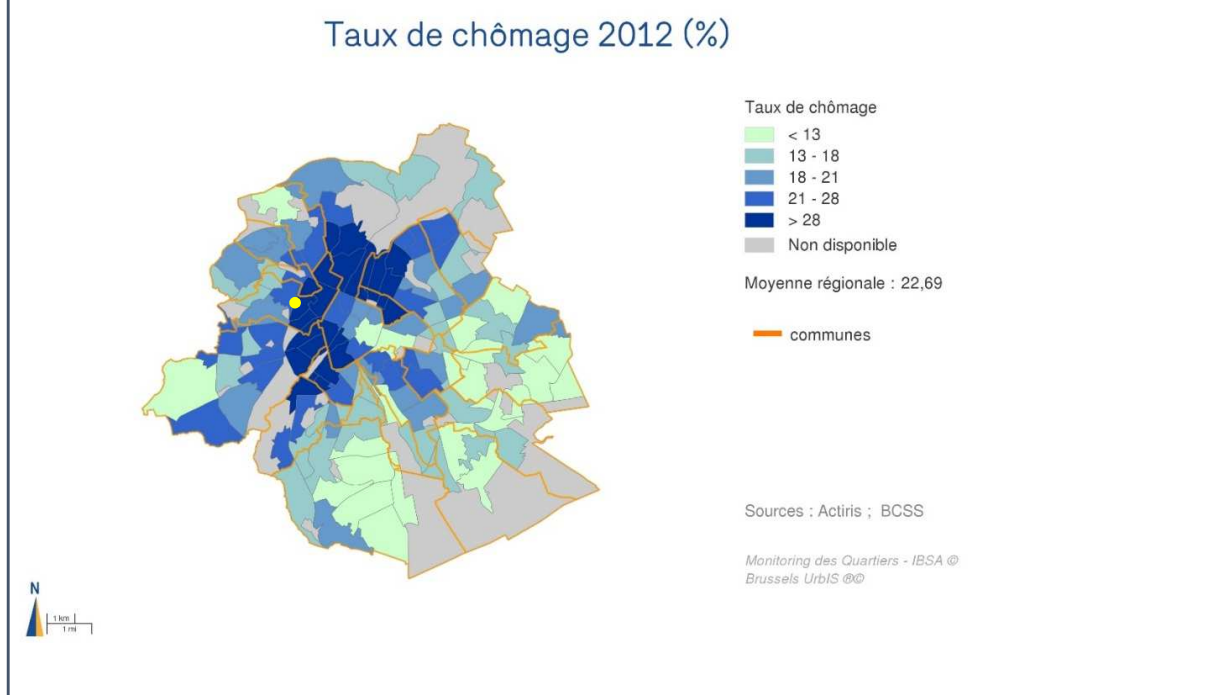 Taux de chômage 2012 (%)
Taux de chômage
< 13
13 - 18
18 - 21
21 - 28
> 28
Non disponible
Moyenne régionale : 22,69
communes
Sources : Actiris ; BCSS
Monitoring des Quartiers - IBSA ©
Brussels UrbIS ®©
N
1 km
1 mi